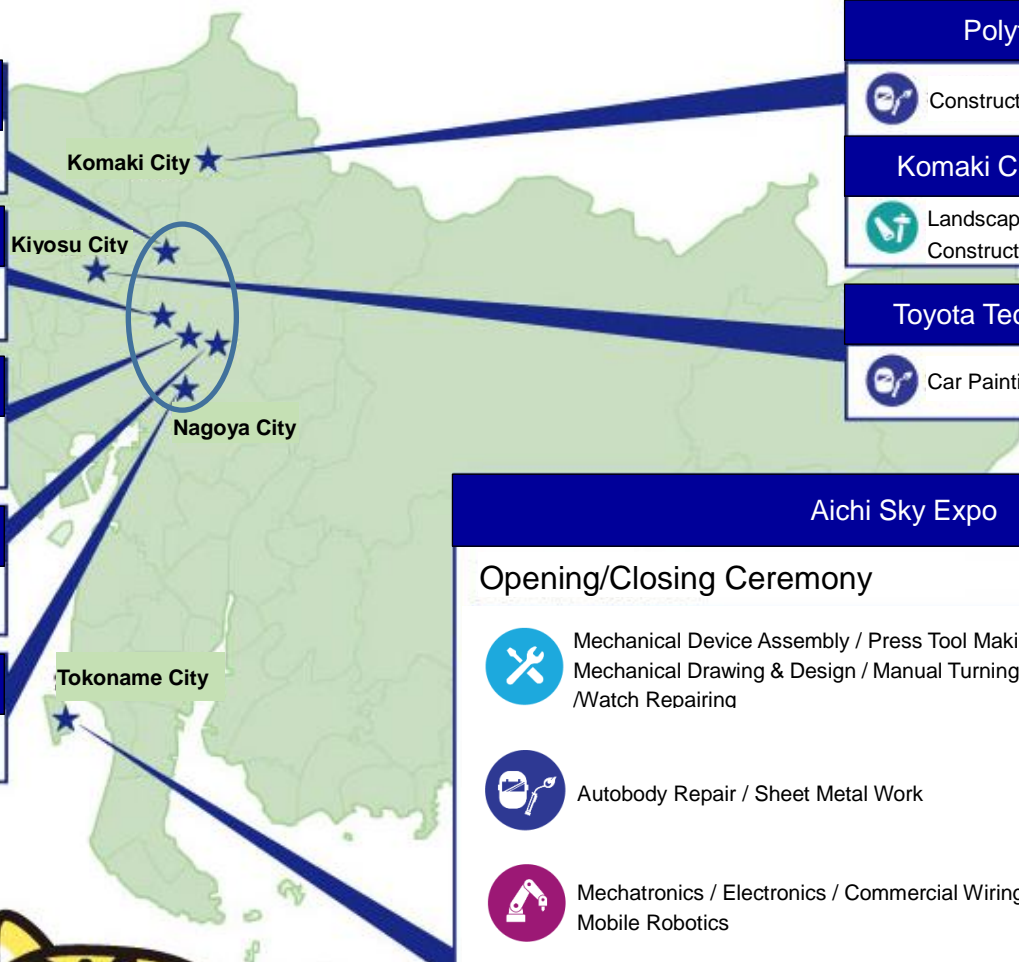 Komaki City
Kiyosu City
Nagoya City
Tokoname City
Construct
Komaki C
Landscap
Construct
Toyota Tec
Car Painti
Aichi Sky Expo
Opening/Closing Ceremony
Mechanical Device Assembly / Press Tool Maki
Mechanical Drawing & Design / Manual Turning
/Watch Repairing
Autobody Repair / Sheet Metal Work
Mechatronics / Electronics / Commercial Wiring
Mobile Robotics